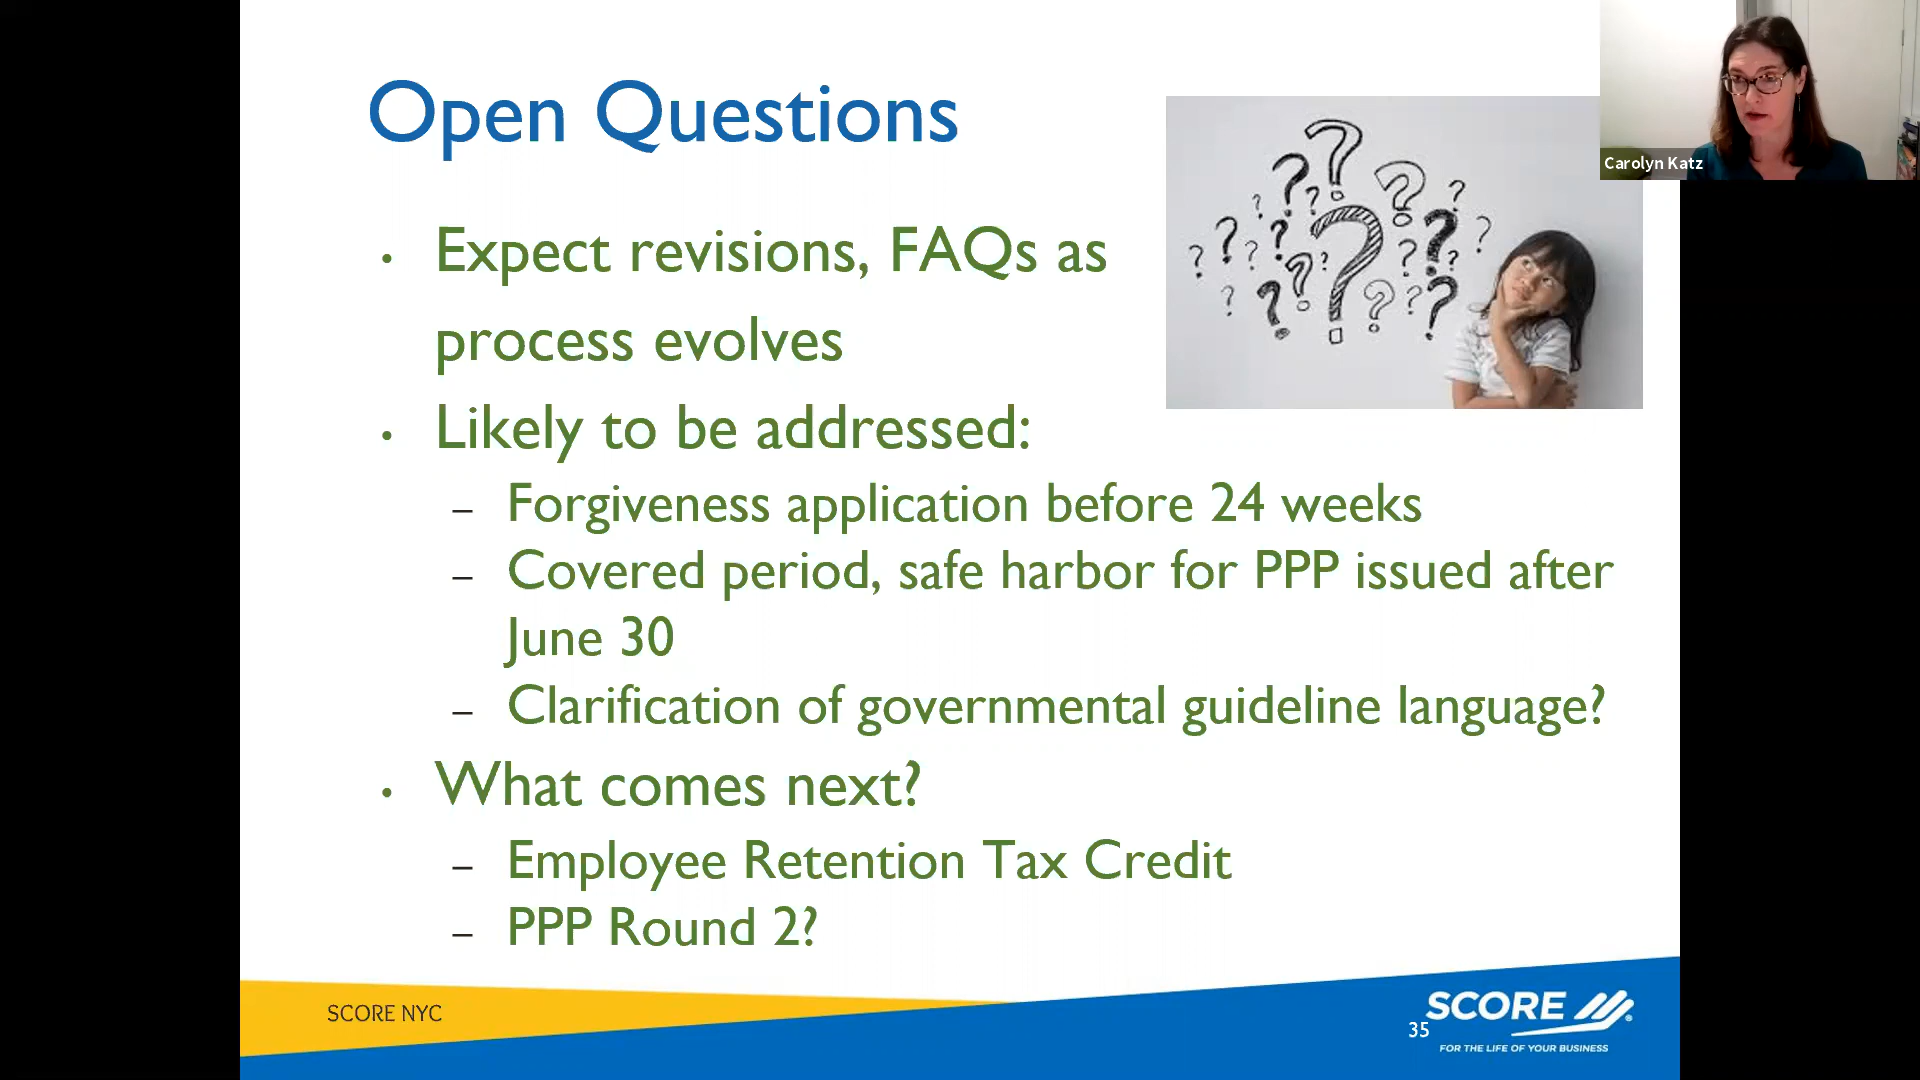 Open Questions
Carolyn Katz
• Expect revisions, FAQs as
process evolves
• Likely to be addressed:
– Forgiveness application before 24 weeks
– Covered period, safe harbor for PPP issued after
June 30
– Clarification of governmental guideline language?
• What comes next?
– Employee Retention Tax Credit
– PPP Round 2?
SCORE NYC
35
SCORE
FOR THE LIFE OF YOUR BUSINESS